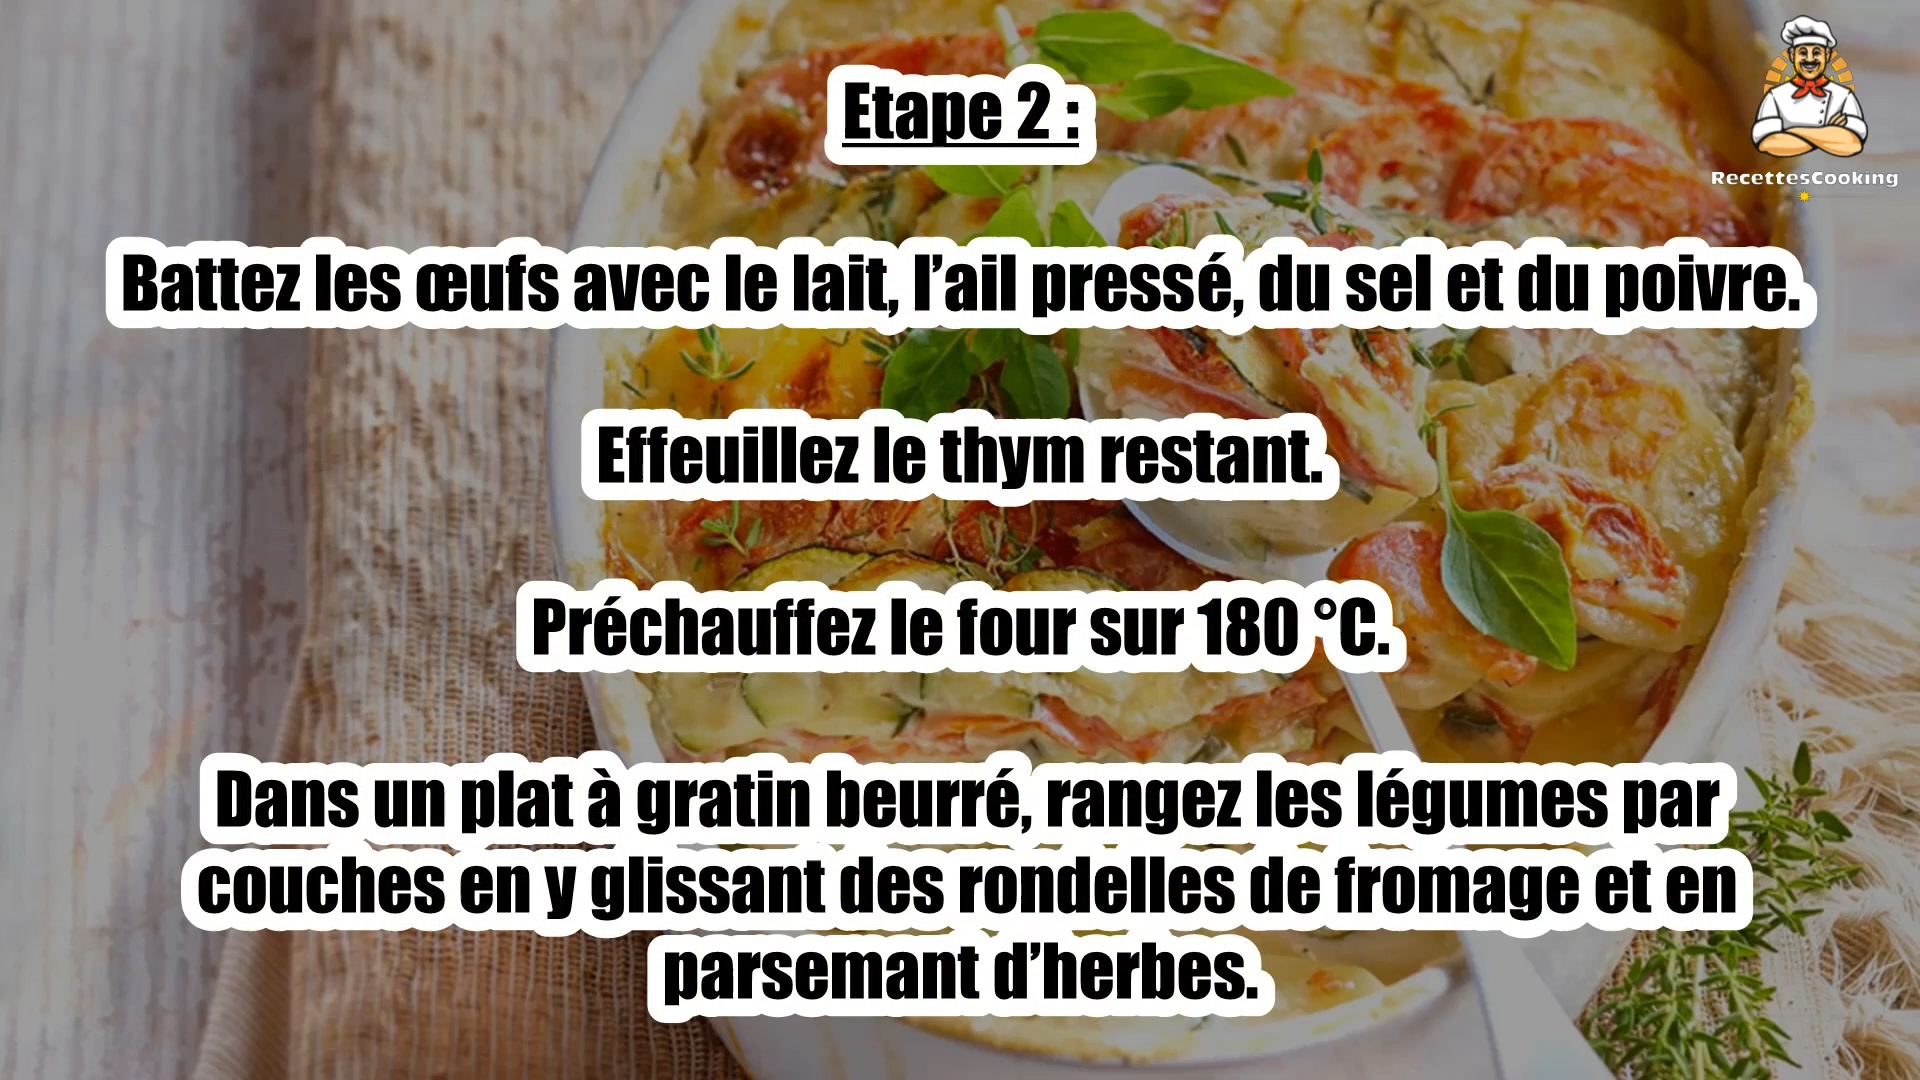 Etape 2 :
RecettesCooking
Battez les œufs avec le lait, l’ail pressé, du sel et du poivre.
Effeuillez le thym restant.
Préchauffez le four sur 180 °C.
Dans un plat à gratin beurré, rangez les légumes par
couches en y glissant des rondelles de fromage et en
parsemant d’herbes.